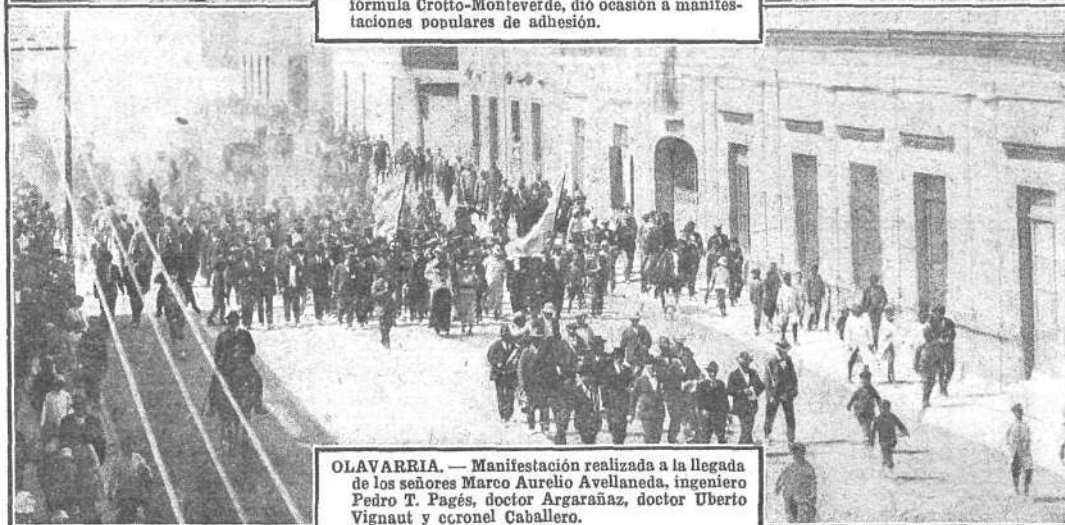 fórmula Crotto-Monteverde, dió ocasión a manifes-
taciones populares de adhesión.
OLAVARRIA. — Manifestación realizada a la llegada
de los señores Marco Aurelio Avellaneda, ingeniero
Pedro T. Pagés, doctor Argarañaz, doctor Uberto
Vignaut y coronel Caballero.